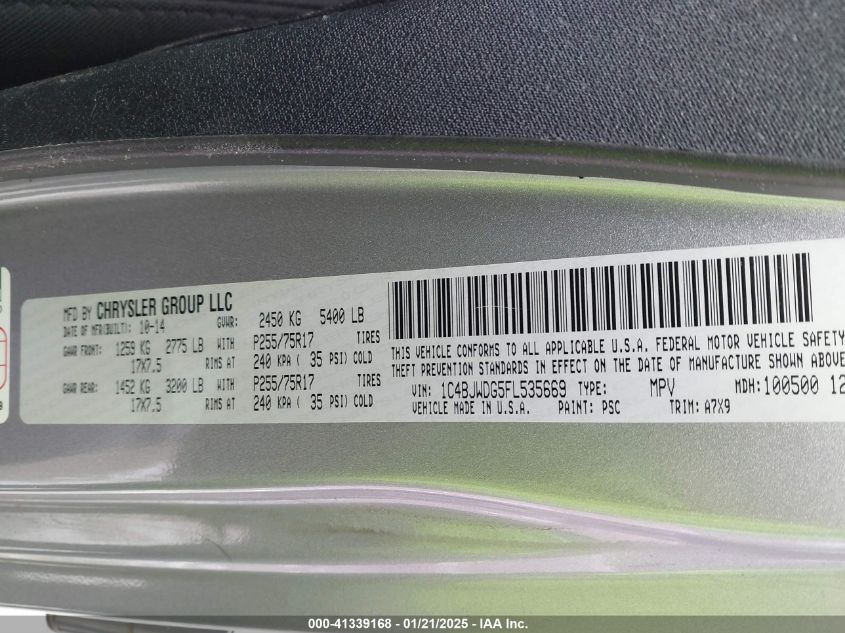 MFD BY CHRYSLER GROUP LLC
DATE OF MFR(BUILT): 10-14 GVWR: 2450 KG 5400 LB
GAWR FRONT: 1259 KG 2775 LB WITH P255/75R17 TIRES
17X7.5 RIMS AT 240 KPA ( 35 PSI) COLD
GAWR REAR: 1452 KG 3200 LB WITH P255/75R17 TIRES
17X7.5 RIMS AT 240 KPA ( 35 PSI) COLD
THIS VEHICLE CONFORMS TO ALL APPLICABLE U.S.A. FEDERAL MOTOR VEHICLE SAFETY
THEFT PREVENTION STANDARDS IN EFFECT ON THE DATE OF MANUFACTURE SHOWN ABOVE
VIN: 1C4BJWDG5FL535669 TYPE: MPV MDH: 100500 12
VEHICLE MADE IN U.S.A. PAINT: PSC TRIM: A7X9
000-41339168 - 01/21/2025 - IAA Inc.